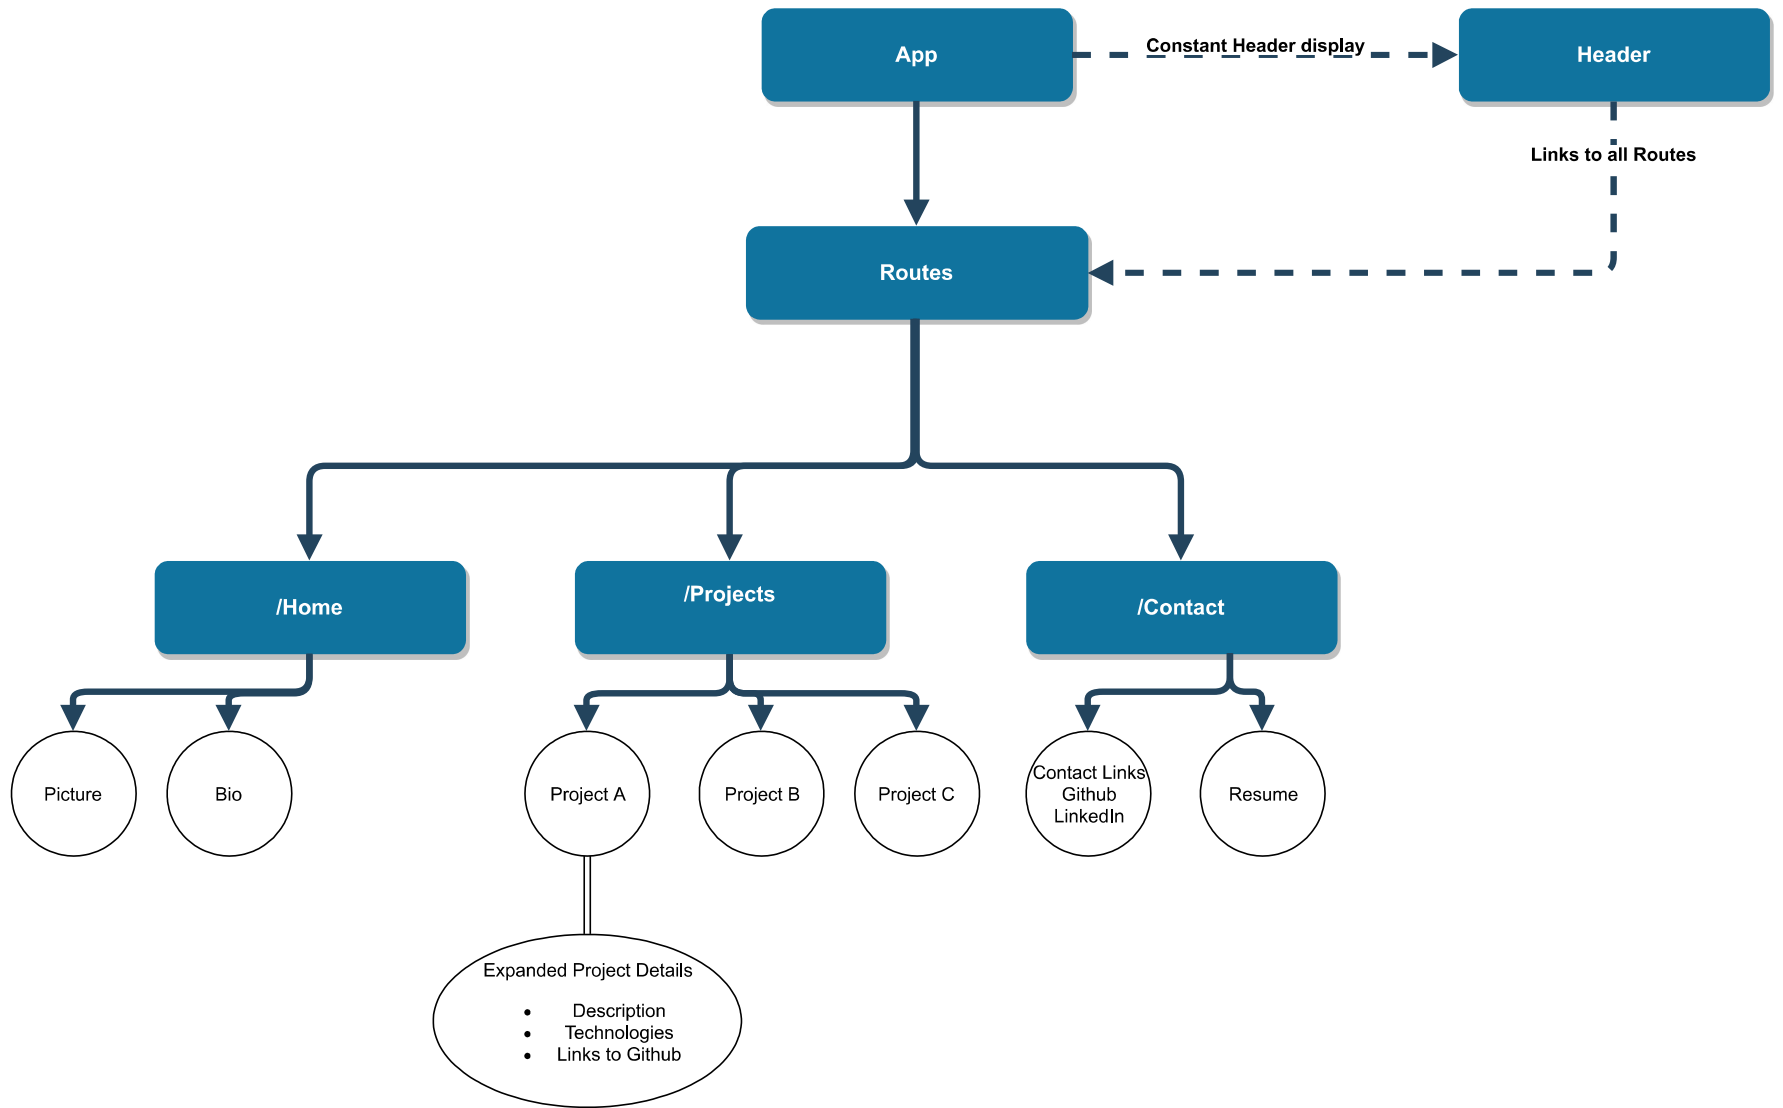 App
Constant Header display
Header
Links to all Routes
Routes
/Home
/Projects
/Contact
Picture
Bio
Project A
Project B
Project C
Contact Links
Github
LinkedIn
Resume
Expanded Project Details
• Description
• Technologies
• Links to Github